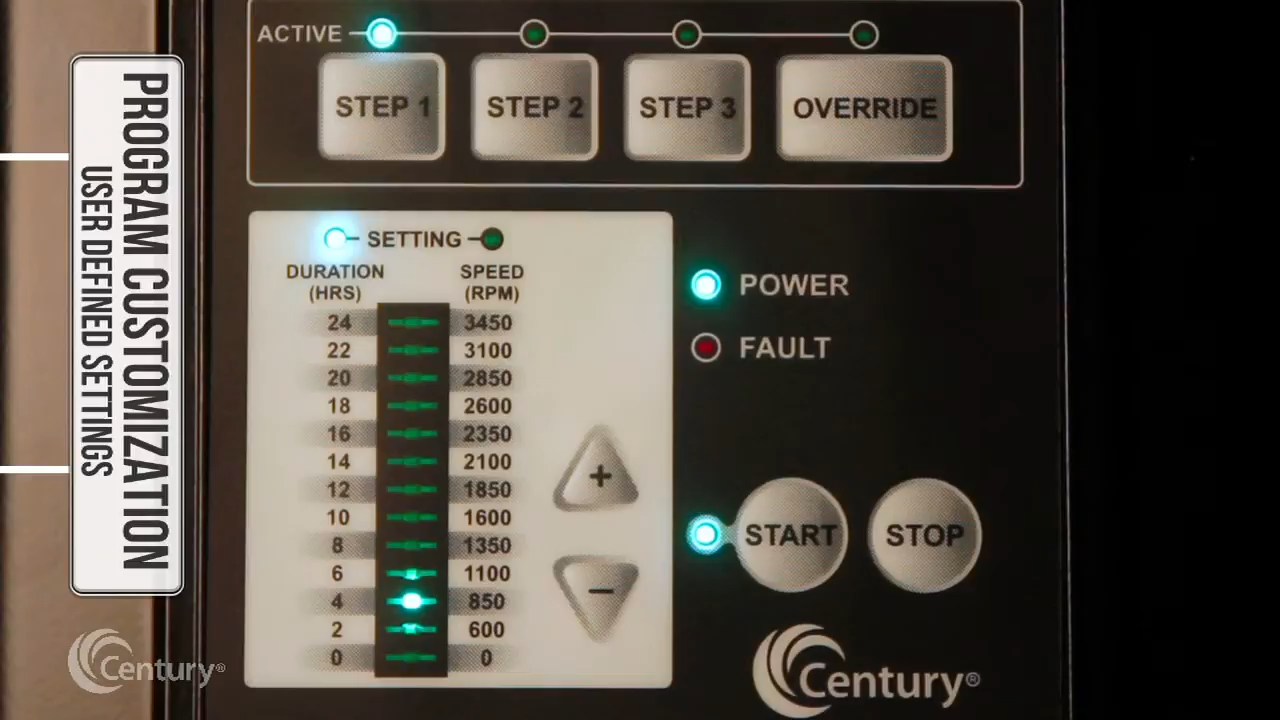 PROGRAM CUSTOMIZATION
USER DEFINED SETTINGS
ACTIVE
STEP 1 STEP 2 STEP 3 OVERRIDE
SETTING
DURATION (HRS) SPEED (RPM)
24 3450
22 3100
20 2850
18 2600
16 2350
14 2100
12 1850
10 1600
8 1350
6 1100
4 850
2 600
0 0
+
−
POWER
FAULT
START STOP
Century®
Century®